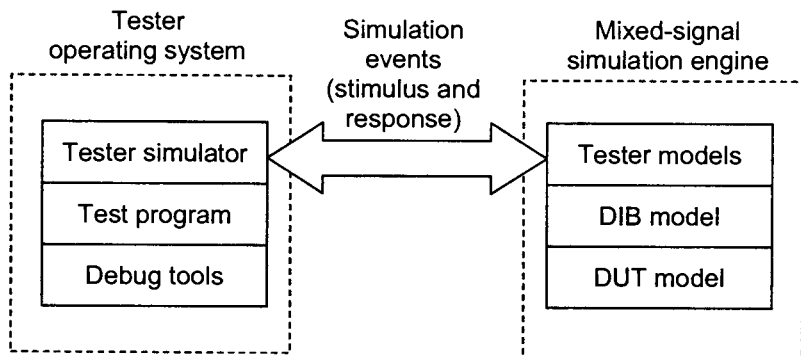 Tester
operating system
Simulation
events
(stimulus and
response)
Mixed-signal
simulation engine
Tester simulator
Test program
Debug tools
Tester models
DIB model
DUT model